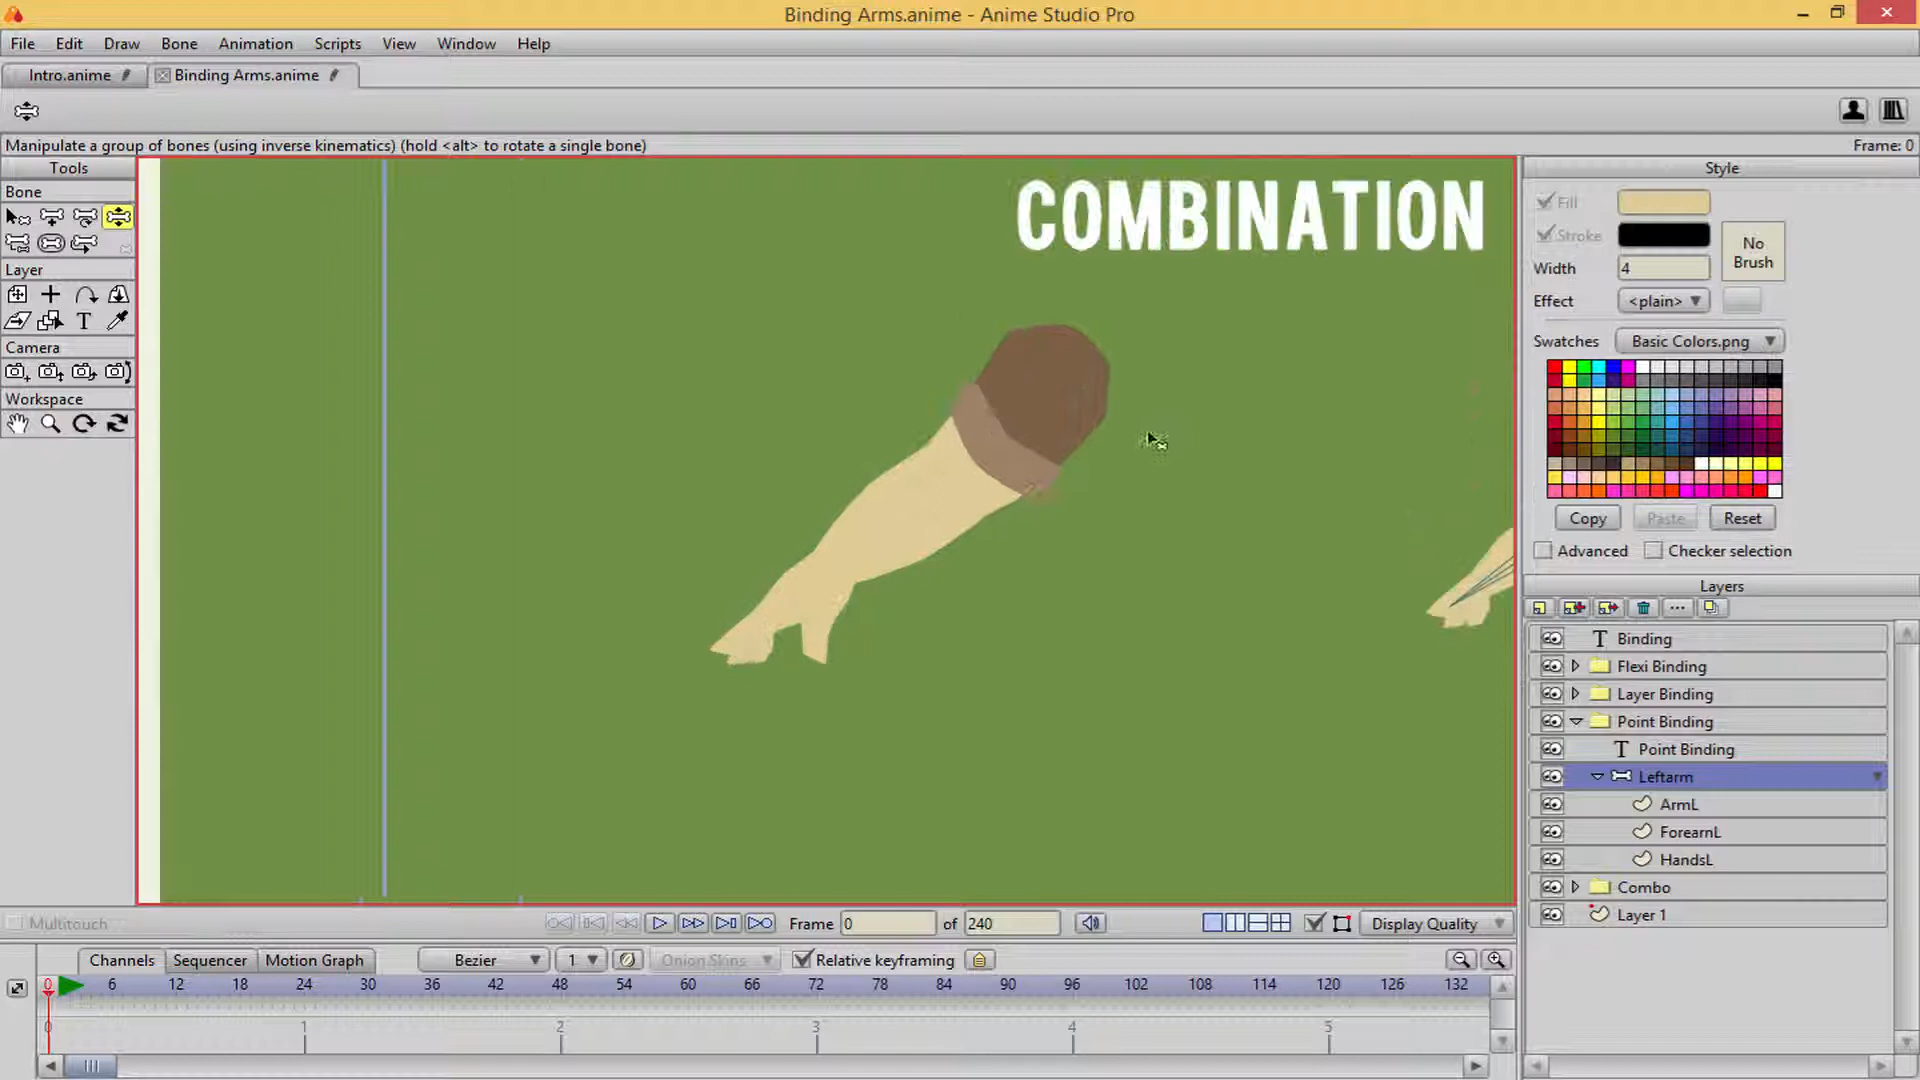 Binding Arms.anime - Anime Studio Pro
File Edit Draw Bone Animation Scripts View Window Help
Intro.anime Binding Arms.anime
Manipulate a group of bones (using inverse kinematics) (hold <alt> to rotate a single bone) Frame: 0
Tools
Bone
Layer
T
Camera
Workspace
COMBINATION
Style
Fill
Stroke
No Brush
Width 4
Effect <plain>
Swatches Basic Colors.png
Copy Paste Reset
Advanced Checker selection
Layers
T Binding
Flexi Binding
Layer Binding
Point Binding
T Point Binding
Leftarm
ArmL
ForearnL
HandsL
Combo
Layer 1
Multitouch Frame 0 of 240 Display Quality
Channels Sequencer Motion Graph Bezier 1 Onion Skins Relative keyframing
0 6 12 18 24 30 36 42 48 54 60 66 72 78 84 90 96 102 108 114 120 126 132
0 1 2 3 4 5